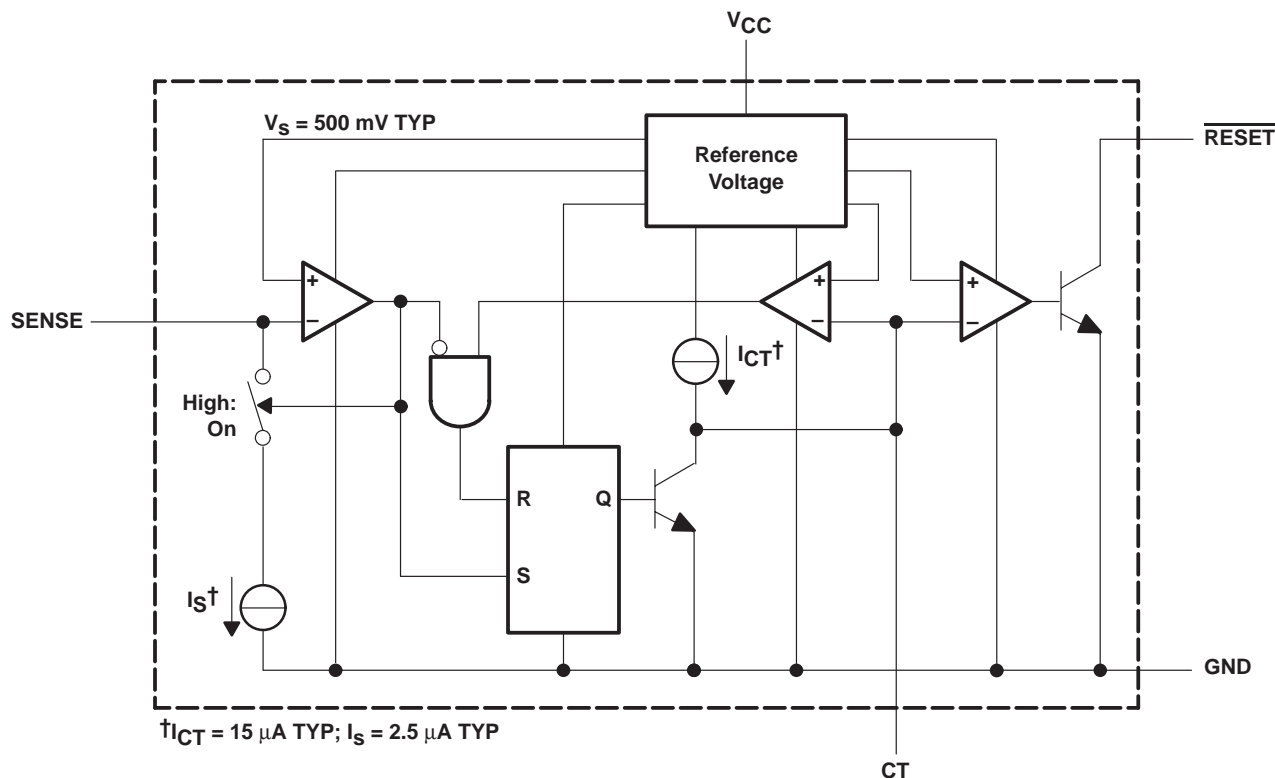 VCC
VS = 500 mV TYP
Reference
Voltage
RESET
+
−
+
−
+
−
SENSE
ICT†
High:
On
R
Q
S
IS†
GND
†ICT = 15 μA TYP; Is = 2.5 μA TYP
CT